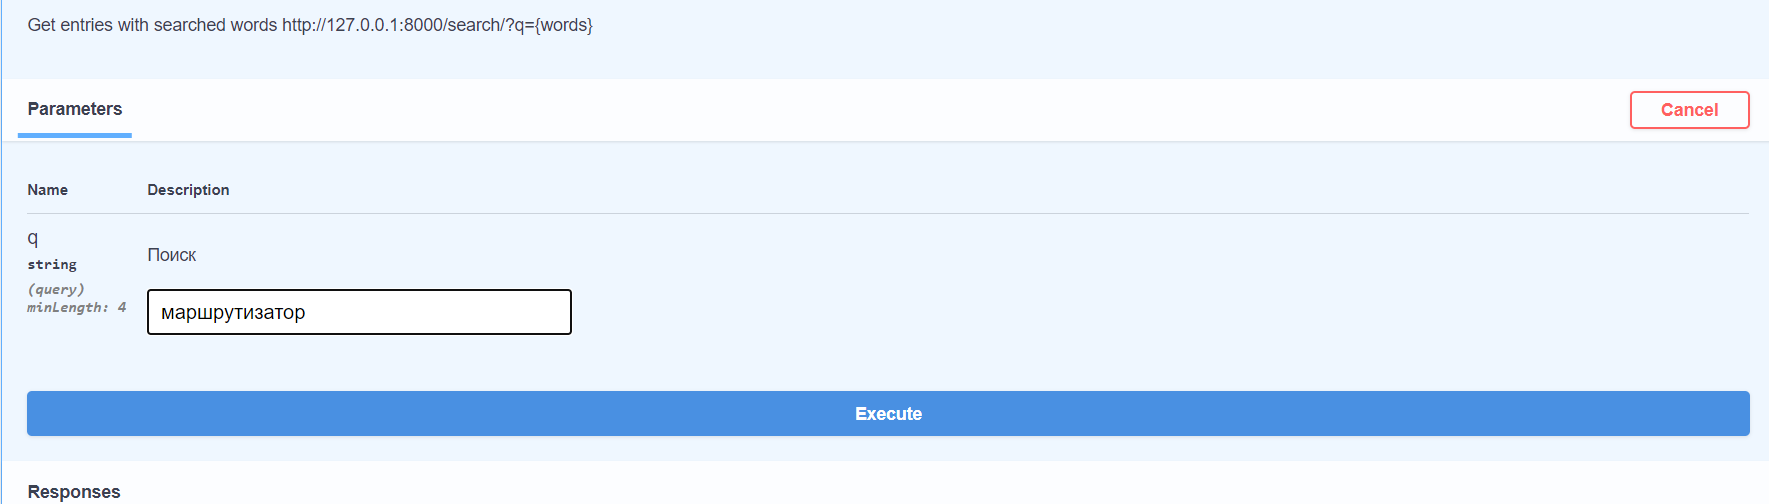 Get entries with searched words http://127.0.0.1:8000/search/?q={words}
Parameters
Cancel
Name Description
q
string
(query)
minLength: 4
Поиск
маршрутизатор
Execute
Responses